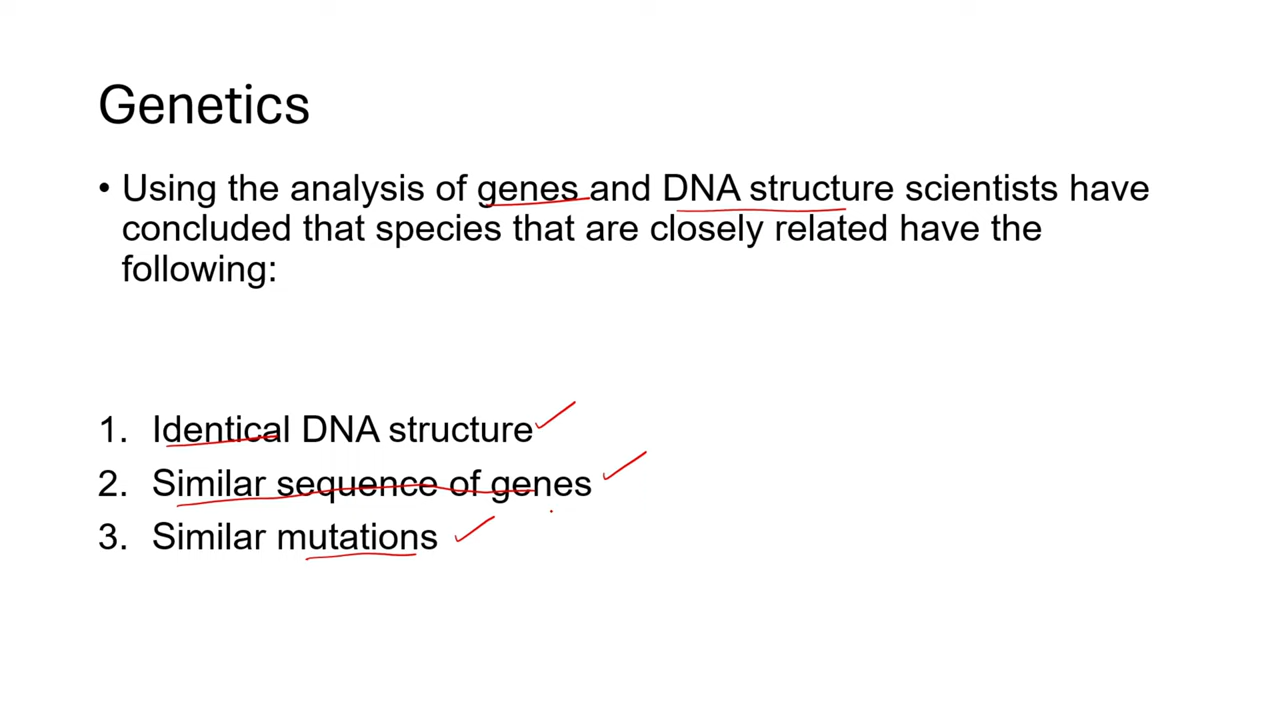 Genetics
• Using the analysis of genes and DNA structure scientists have
concluded that species that are closely related have the
following:
1. Identical DNA structure
2. Similar sequence of genes
3. Similar mutations